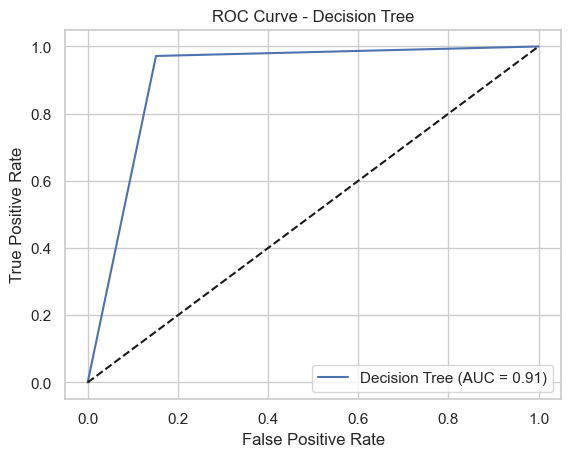 ROC Curve - Decision Tree
True Positive Rate
1.0
0.8
0.6
0.4
0.2
0.0
Decision Tree (AUC = 0.91)
0.0 0.2 0.4 0.6 0.8 1.0
False Positive Rate